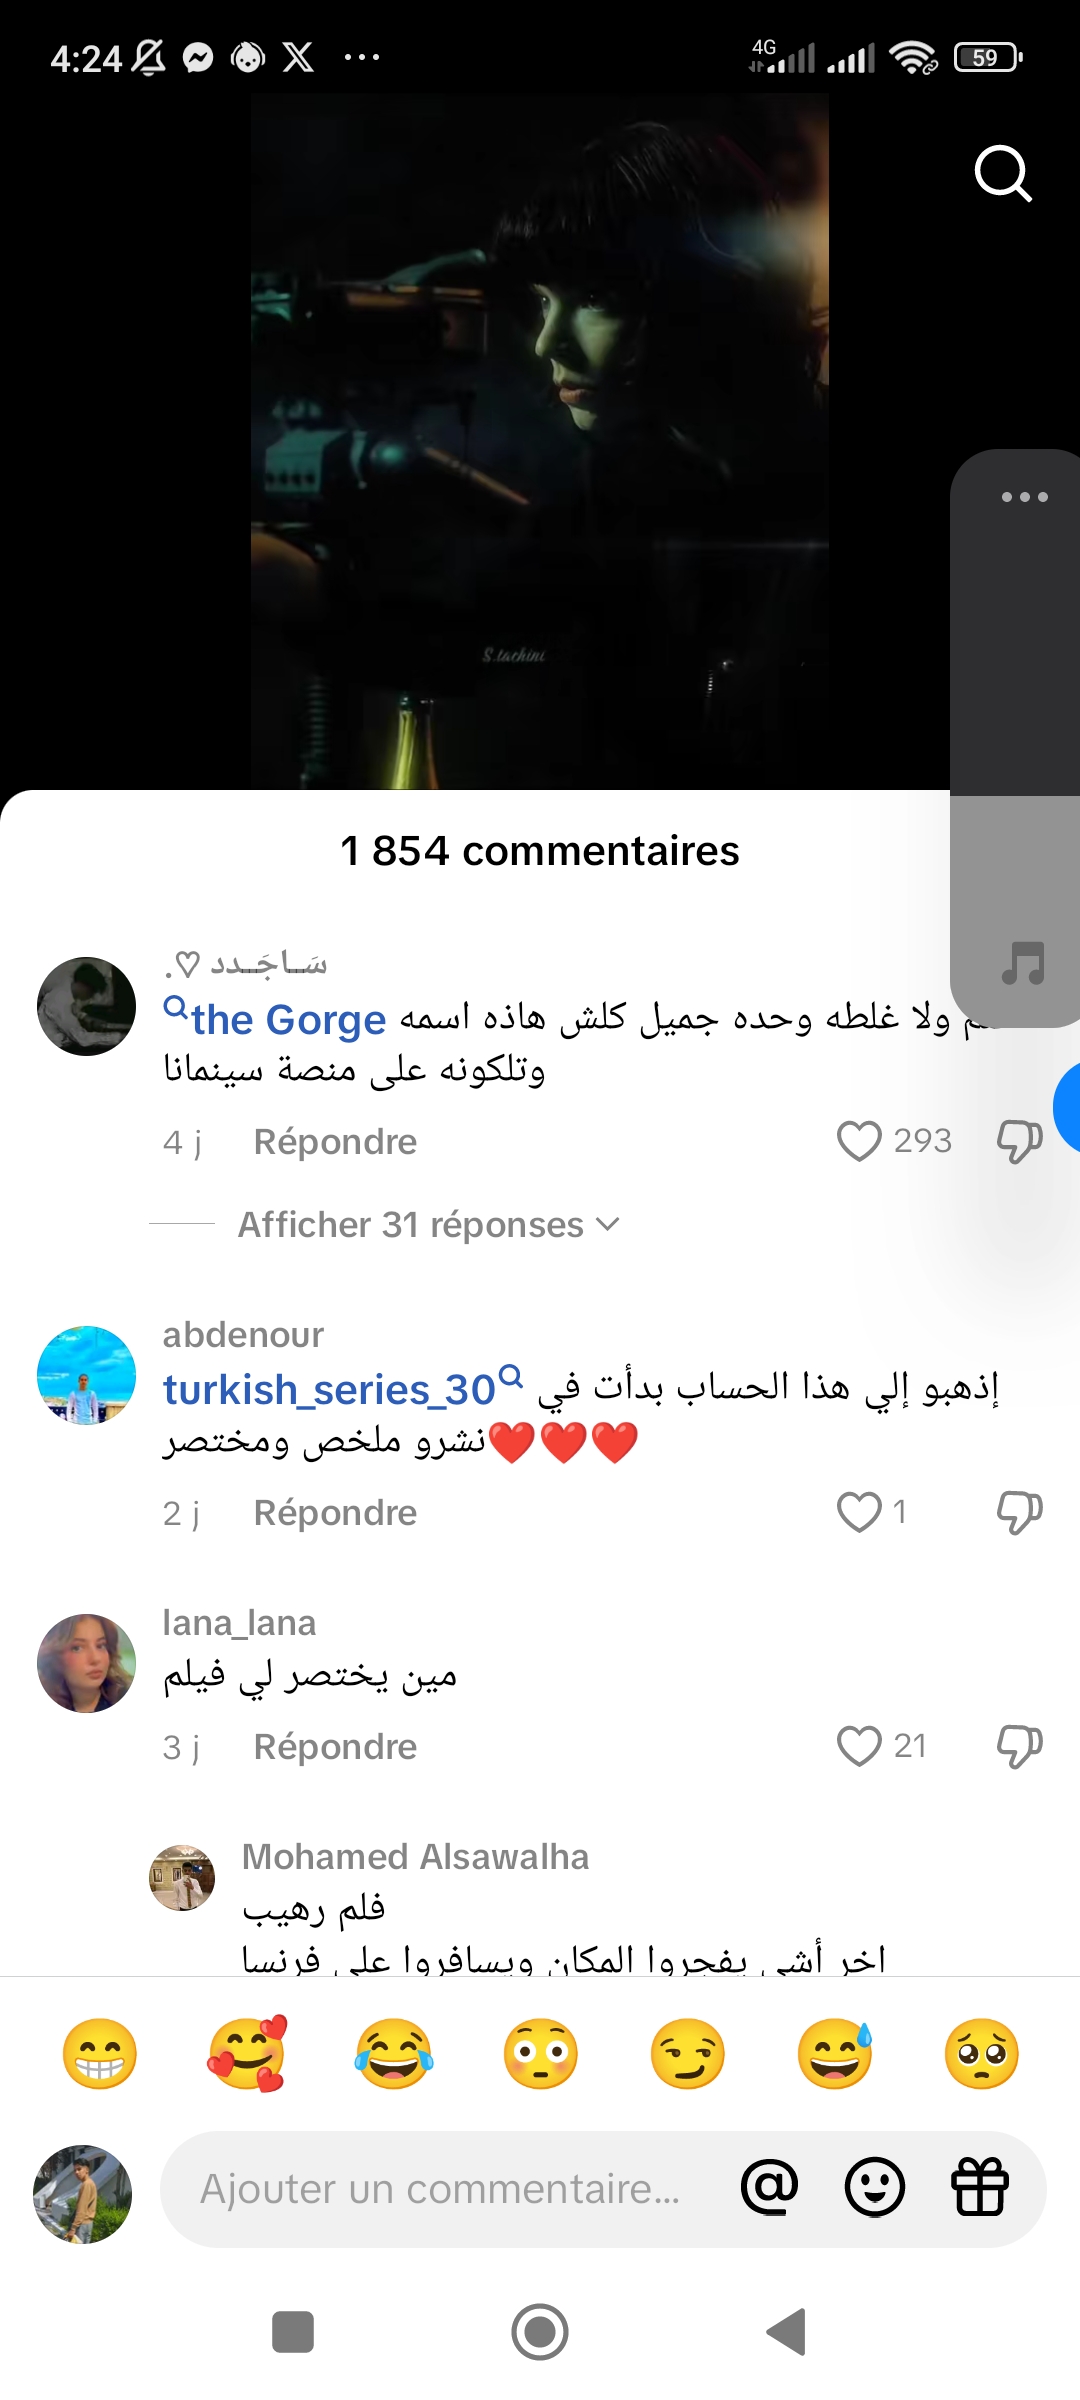 4:24
4G
59
S.tachini
1 854 commentaires
سَــاجَــدد ♡.
ولا غلطه وحده جميل كلش هاذه اسمه the Gorge
وتلكونه على منصة سينمانا
4 j Répondre 293
Afficher 31 réponses
abdenour
إذهبو إلي هذا الحساب بدأت في turkish_series_30
نشرو ملخص ومختصر❤️❤️❤️
2 j Répondre 1
lana_lana
مين يختصر لي فيلم
3 j Répondre 21
Mohamed Alsawalha
فلم رهيب
اخر أشي يفجروا المكان ويسافروا على فرنسا
😁 🥰 😂 😳 😏 😅 🥺
Ajouter un commentaire...